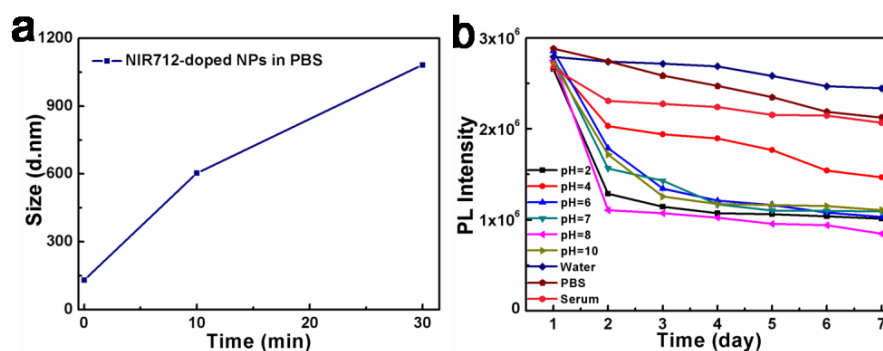 a
1200
900
600
300
0
NIR712-doped NPs in PBS
Size (d.nm)
0 10 20 30
Time (min)
b
3x10⁶
2x10⁶
1x10⁶
0
pH=2
pH=4
pH=6
pH=7
pH=8
pH=10
Water
PBS
Serum
PL Intensity
1 2 3 4 5 6 7
Time (day)